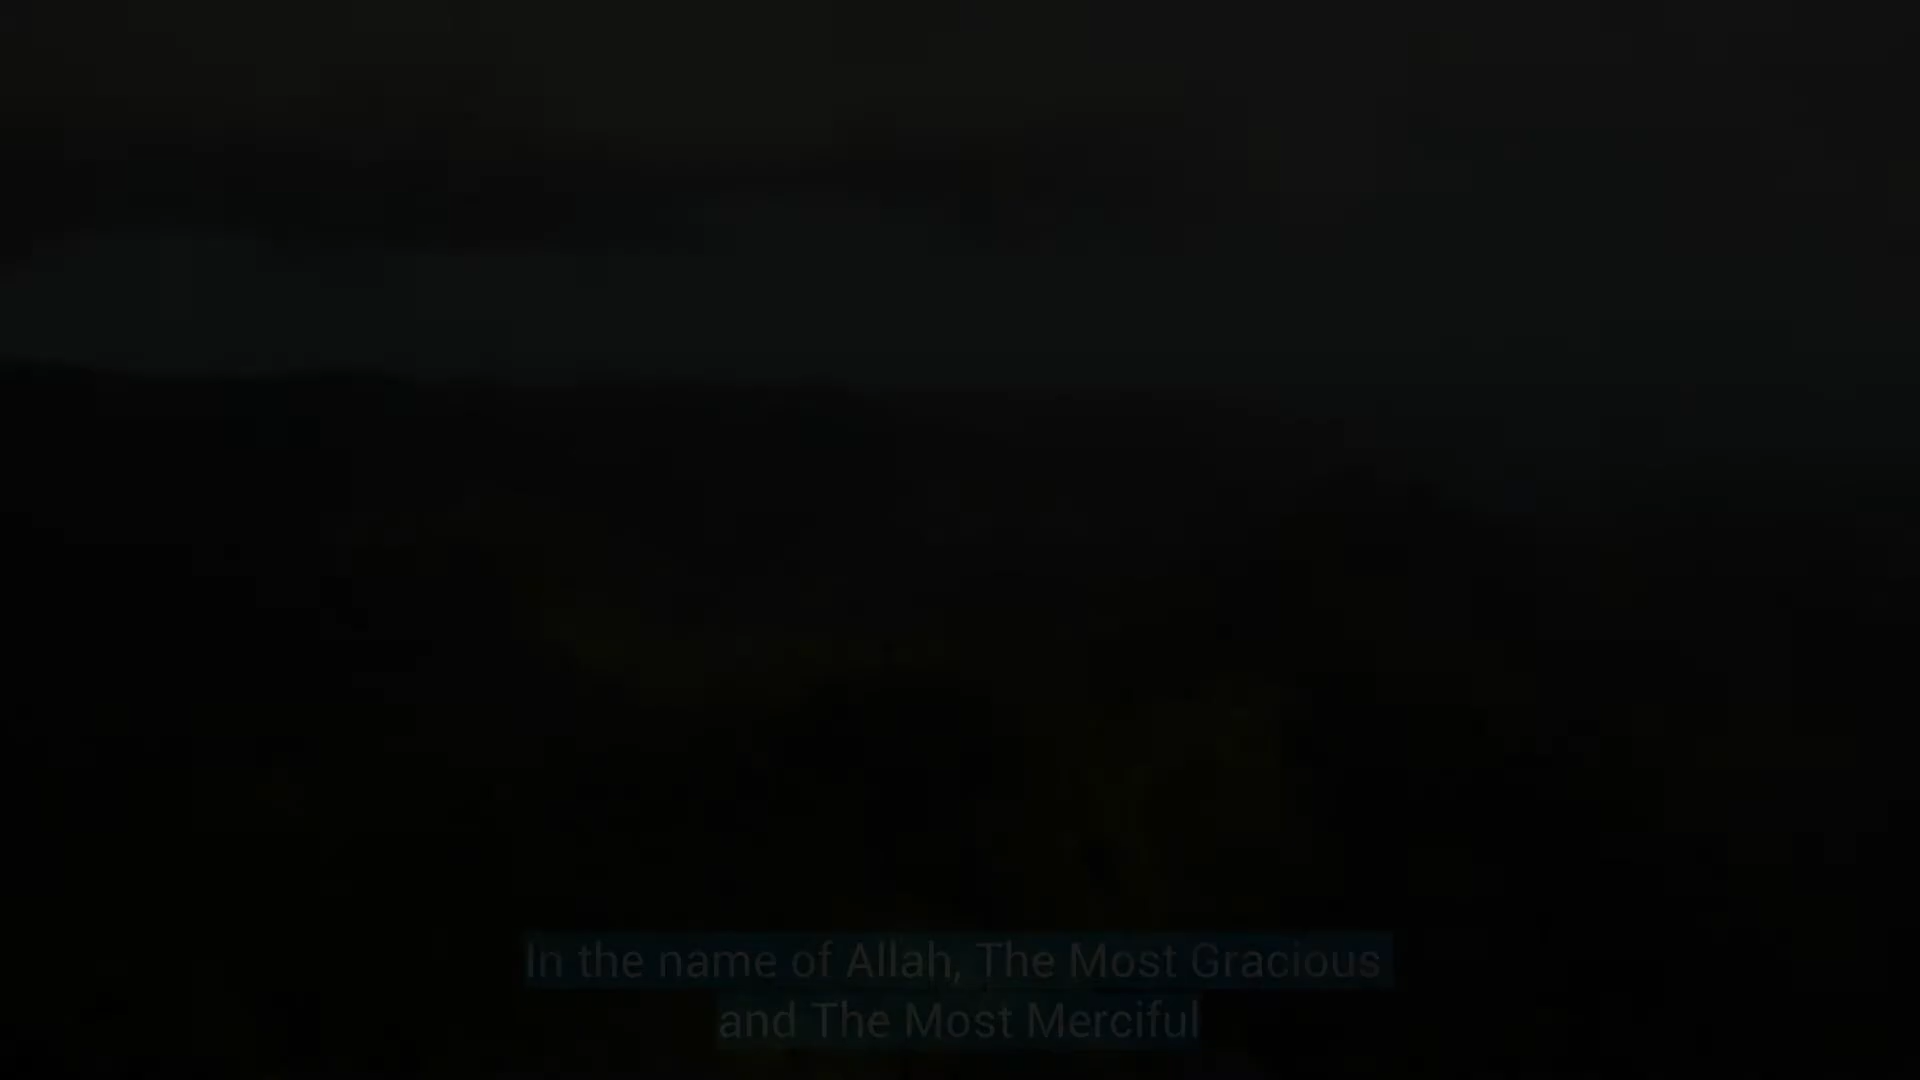 In the name of Allah, The Most Gracious
and The Most Merciful